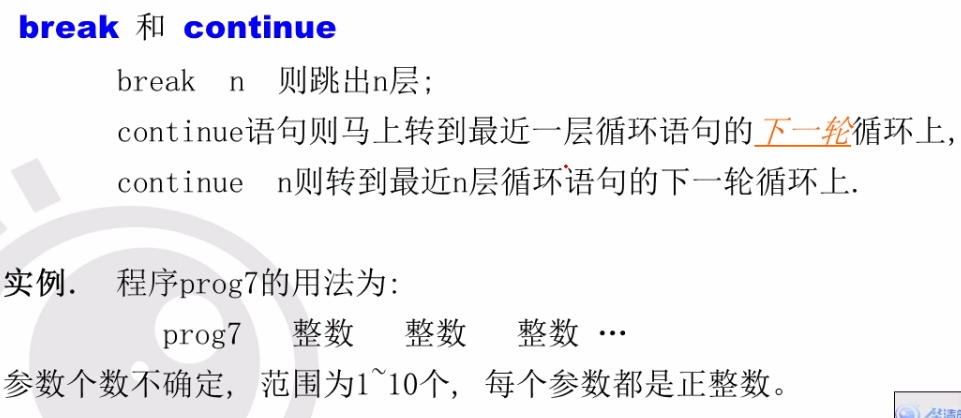 break 和 continue
break n 则跳出n层;
continue语句则马上转到最近一层循环语句的下一轮循环上,
continue n则转到最近n层循环语句的下一轮循环上.
实例. 程序prog7的用法为:
prog7 整数 整数 整数 …
参数个数不确定, 范围为1~10个, 每个参数都是正整数。